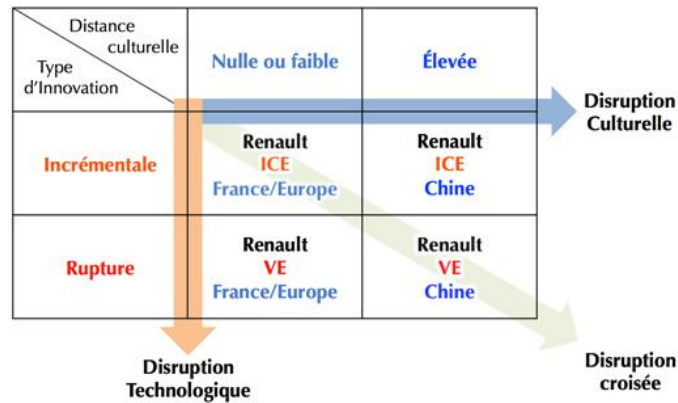 Distance
culturelle
Type
d'Innovation
Nulle ou faible
Élevée
Disruption
Culturelle
Incrémentale
Renault
ICE
France/Europe
Renault
ICE
Chine
Rupture
Renault
VE
France/Europe
Renault
VE
Chine
Disruption
Technologique
Disruption
croisée